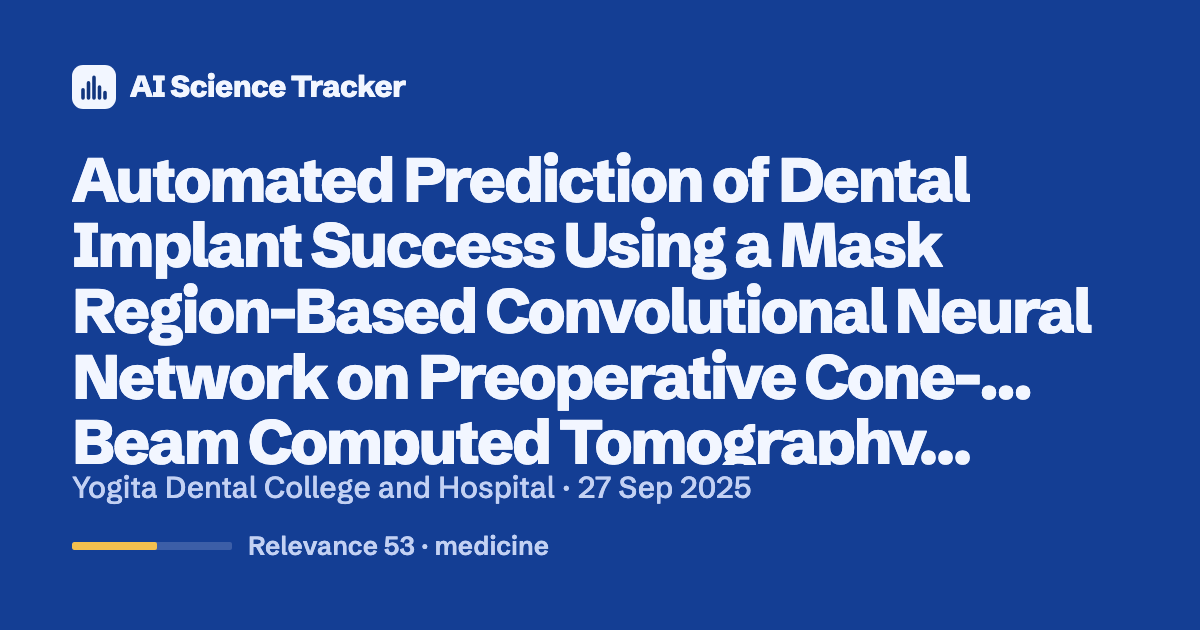 AI Science Tracker
Automated Prediction of Dental
Implant Success Using a Mask
Region-Based Convolutional Neural
Network on Preoperative Cone-...
Beam Computed Tomography...
Yogita Dental College and Hospital · 27 Sep 2025
Relevance 53 · medicine